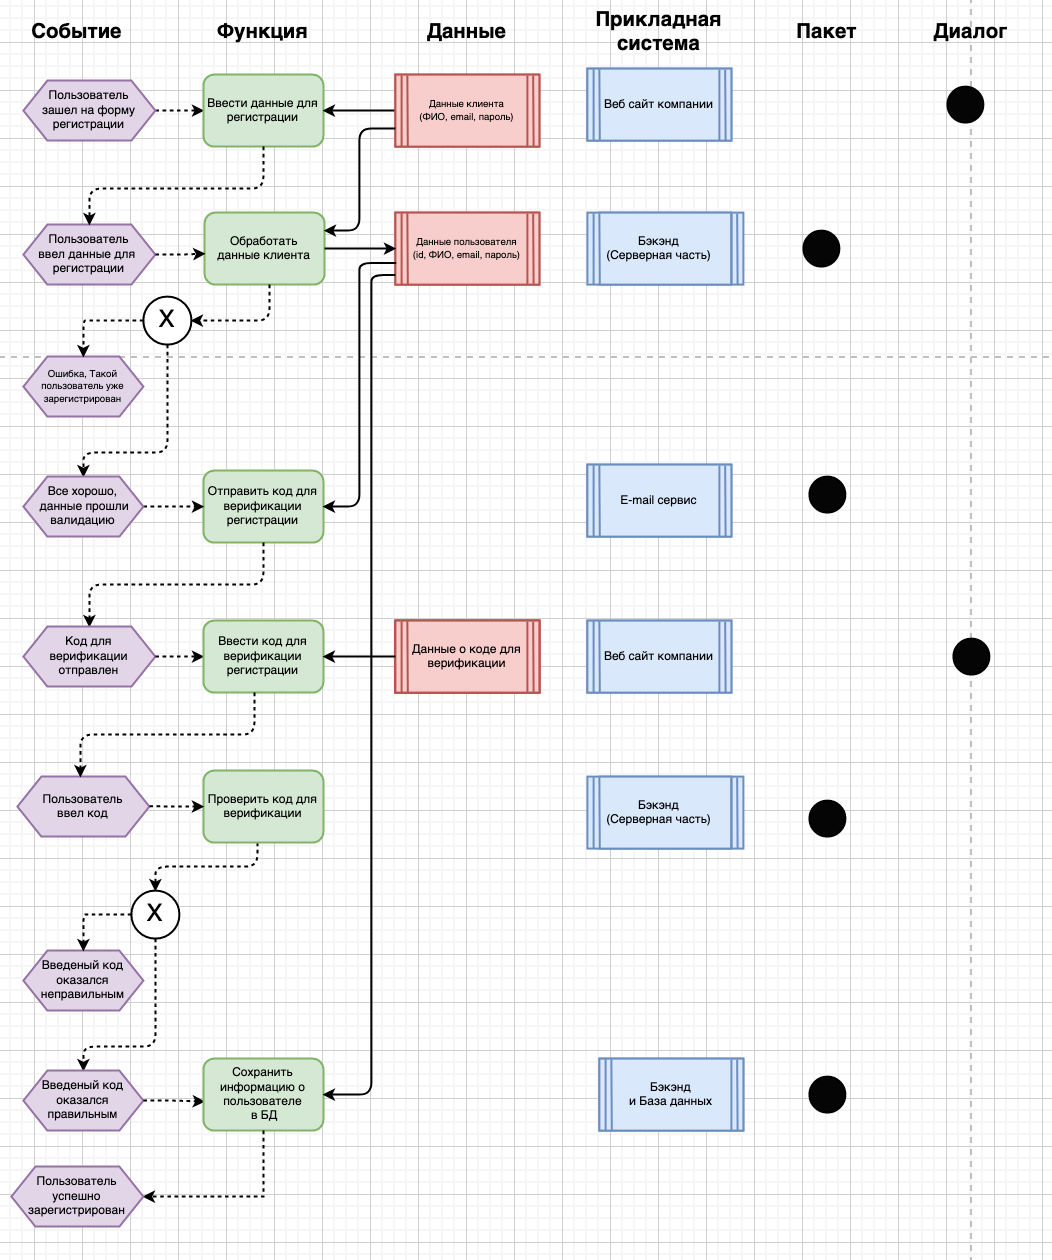 Событие
Функция
Данные
Прикладная
система
Пакет
Диалог
Пользователь
зашел на форму
регистрации
Ввести данные для
регистрации
Данные клиента
(ФИО, email, пароль)
Веб сайт компании
Пользователь
ввел данные для
регистрации
Обработать
данные клиента
Данные пользователя
(id, ФИО, email, пароль)
Бэкэнд
(Серверная часть)
X
Ошибка, Такой
пользователь уже
зарегистрирован
Все хорошо,
данные прошли
валидацию
Отправить код для
верификации
регистрации
E-mail сервис
Код для
верификации
отправлен
Ввести код для
верификации
регистрации
Данные о коде для
верификации
Веб сайт компании
Пользователь
ввел код
Проверить код для
верификации
Бэкэнд
(Серверная часть)
X
Введеный код
оказался
неправильным
Введеный код
оказался
правильным
Сохранить
информацию о
пользователе
в БД
Бэкэнд
и База данных
Пользователь
успешно
зарегистрирован